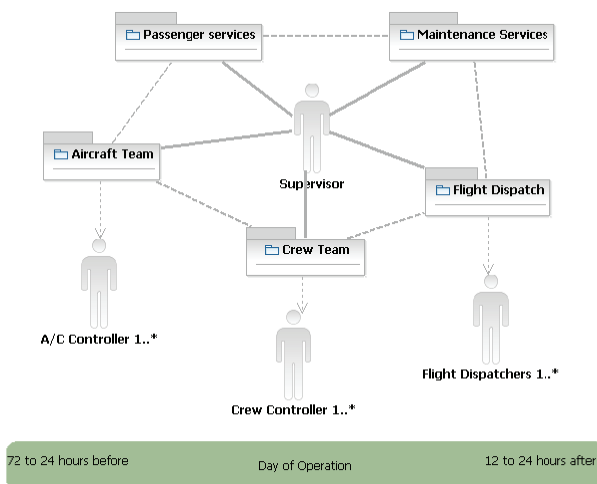 Passenger services
Maintenance Services
Aircraft Team
Supervisor
Flight Dispatch
Crew Team
A/C Controller 1..*
Flight Dispatchers 1..*
Crew Controller 1..*
72 to 24 hours before
Day of Operation
12 to 24 hours after